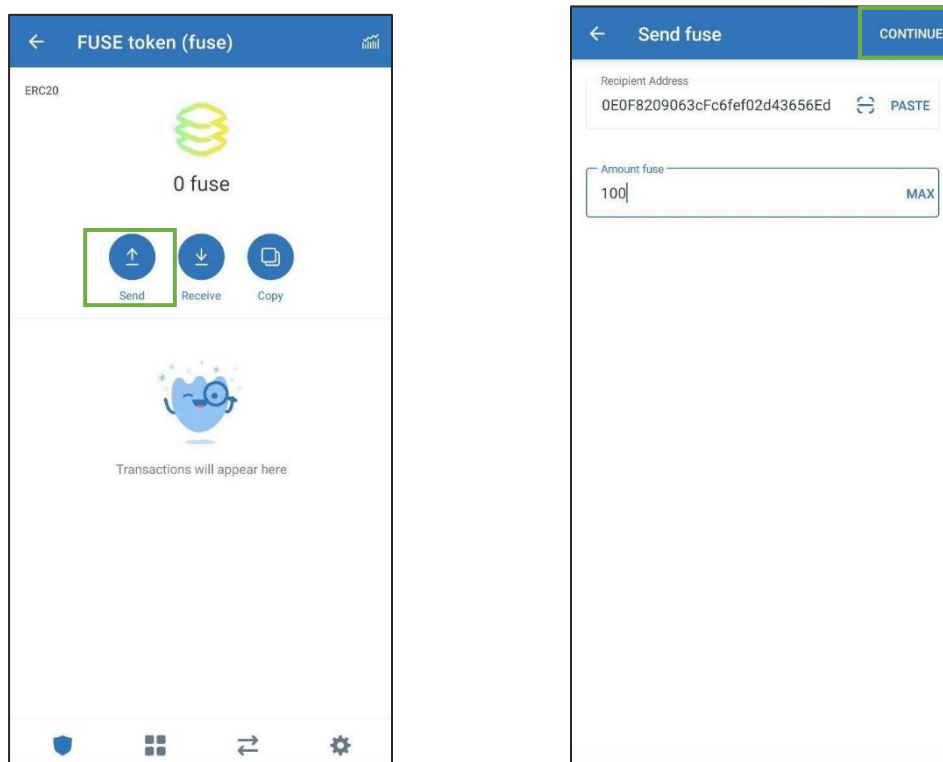 FUSE token (fuse)
ERC20
0 fuse
Send Receive Copy
Transactions will appear here
Send fuse CONTINUE
Recipient Address
0E0F8209063cFc6fef02d43656Ed PASTE
Amount fuse
100 MAX